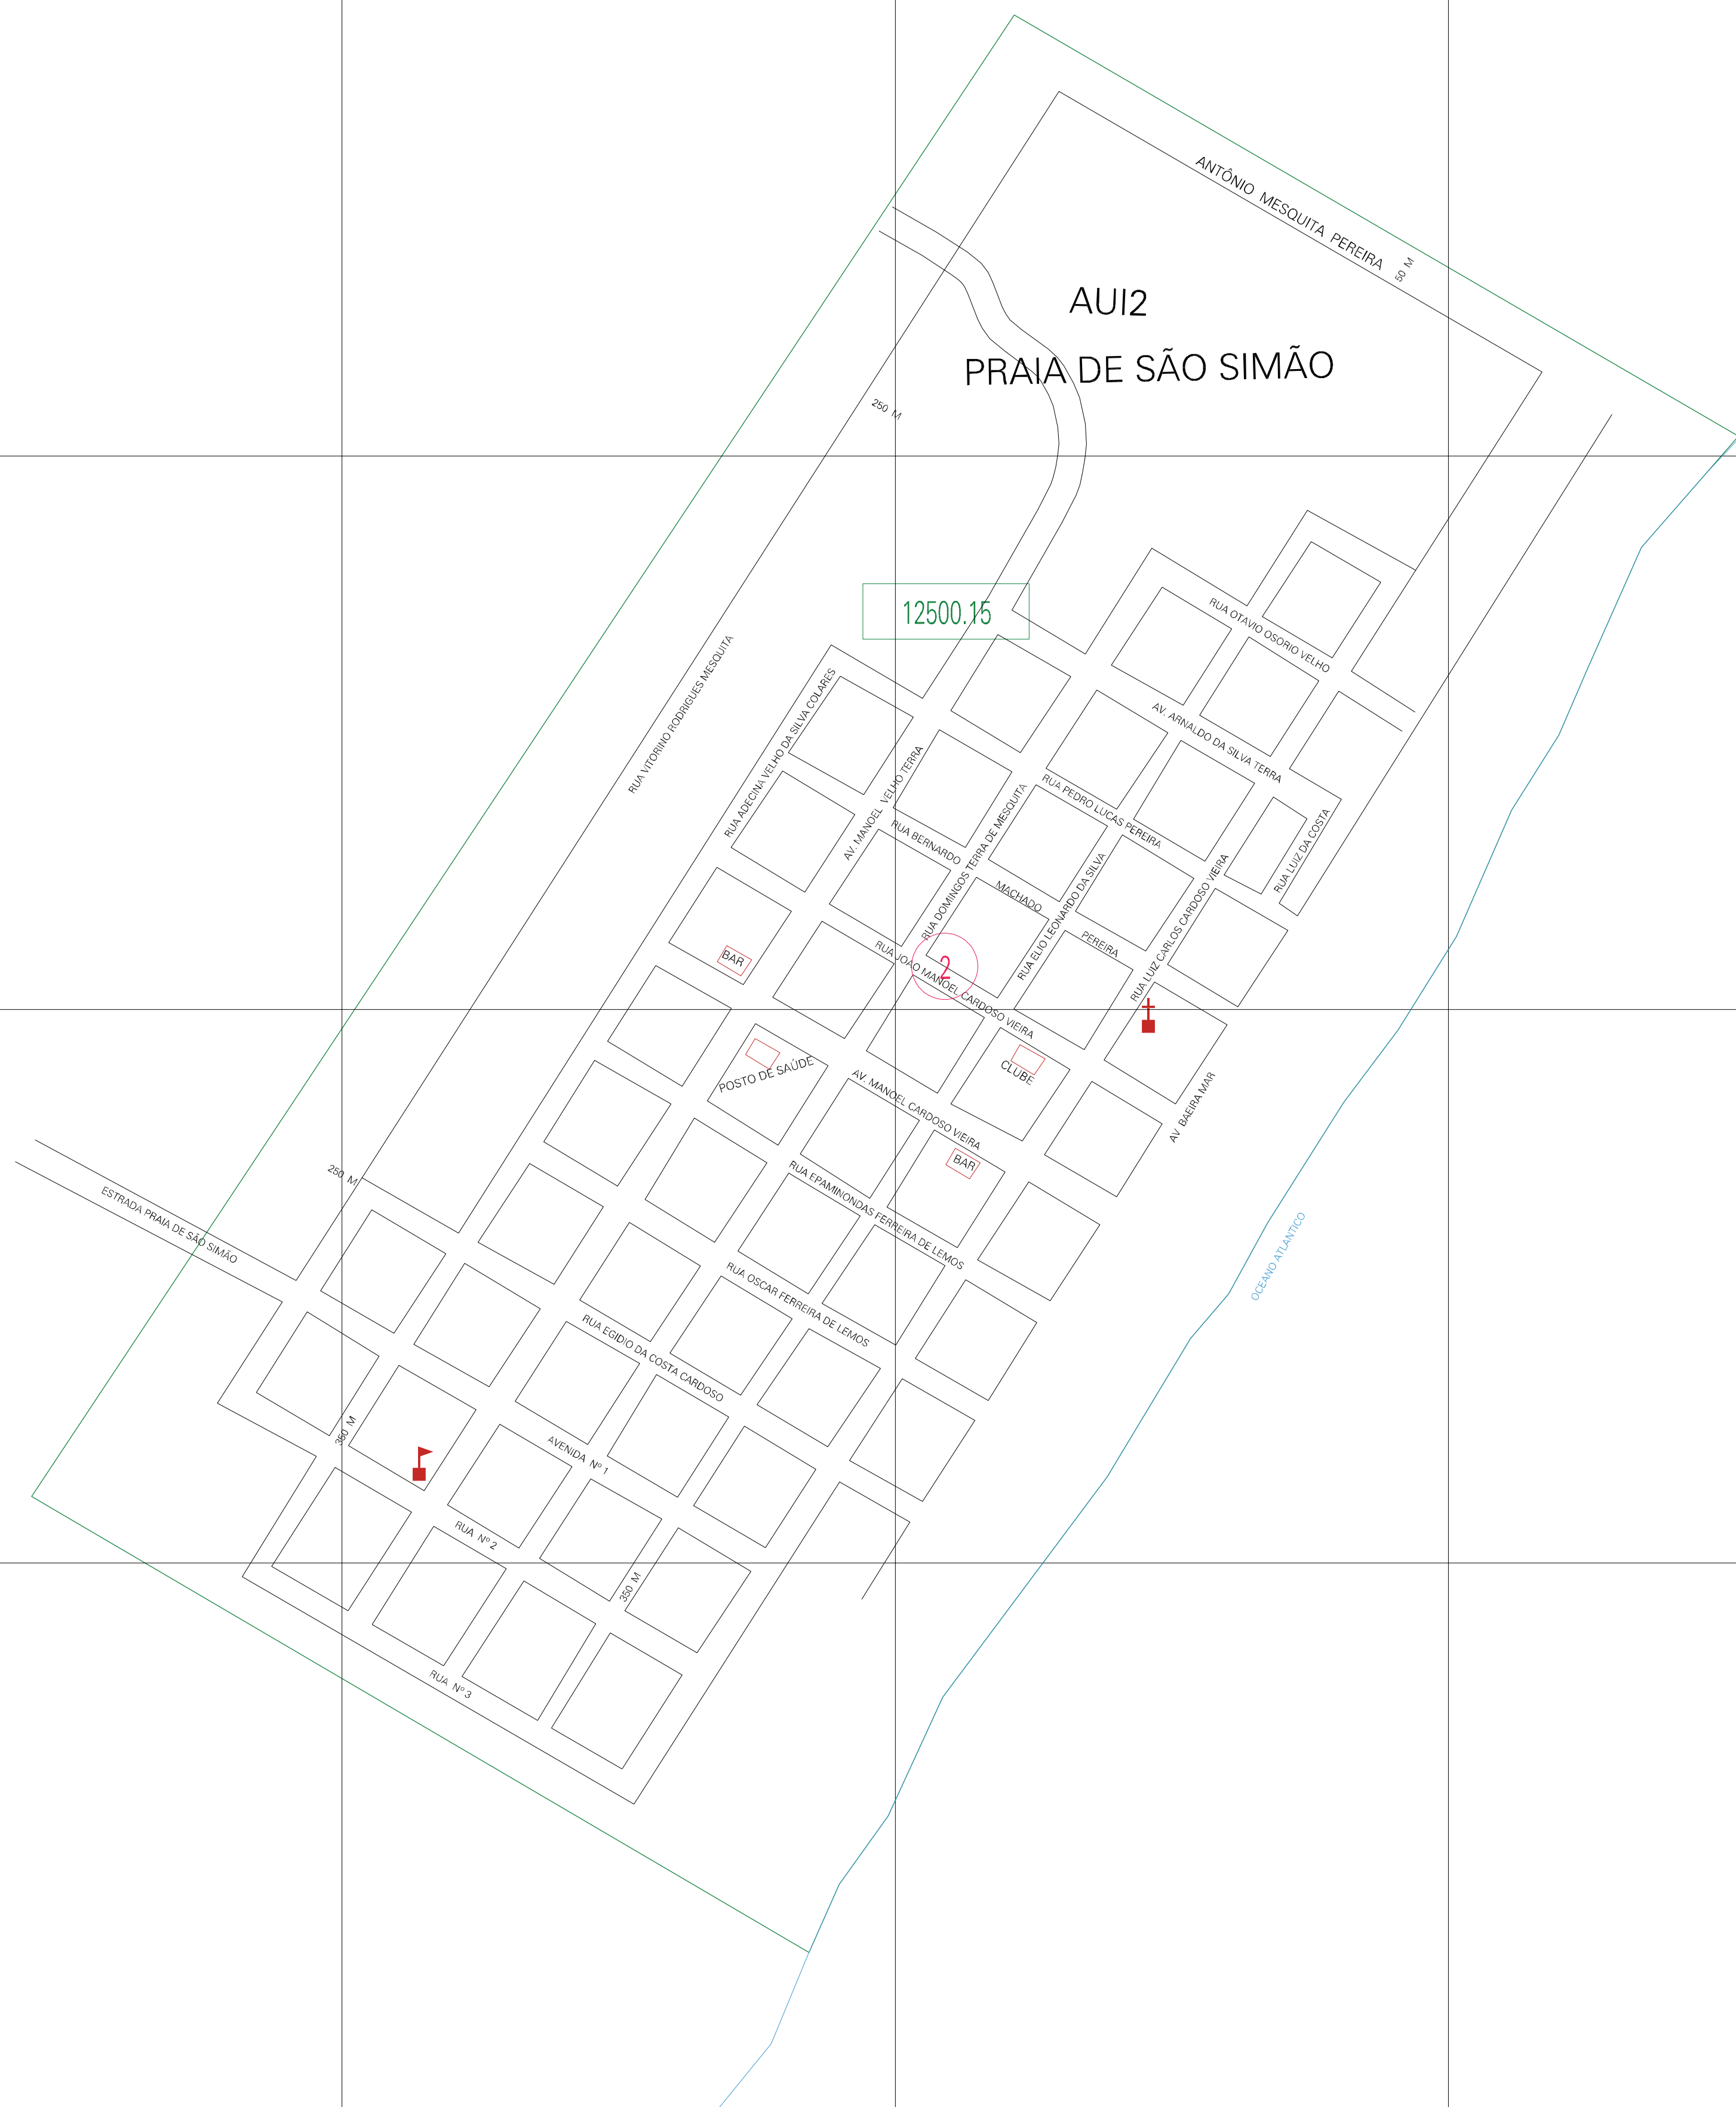 ANTÔNIO MESQUITA PEREIRA
50 M
AUI2
PRAIA DE SÃO SIMÃO
250 M
12500.15
RUA OTAVIO OSORIO VELHO
RUA VITORINO RODRIGUES MESQUITA
RUA ADECINA VELHO DA SILVA COLARES
AV. ARNALDO DA SILVA TERRA
AV. MANOEL VELHO TERRA
RUA PEDRO LUCAS PEREIRA
RUA DOMINGOS TERRA DE MESQUITA
RUA LUIZ DA COSTA
RUA BERNARDO
MACHADO
PEREIRA
RUA ELIO LEONARDO DA SILVA
RUA LUIZ CARLOS CARDOSO VIEIRA
BAR
2
RUA JOAO MANOEL CARDOSO VIEIRA
POSTO DE SAÚDE
CLUBE
AV. MANOEL CARDOSO VIEIRA
AV BAEIRA MAR
BAR
250 M
ESTRADA PRAIA DE SÃO SIMÃO
RUA EPAMINONDAS FERREIRA DE LEMOS
OCEANO ATLANTICO
RUA OSCAR FERREIRA DE LEMOS
RUA EGIDIO DA COSTA CARDOSO
350 M
AVENIDA Nº 1
RUA Nº 2
350 M
RUA Nº 3